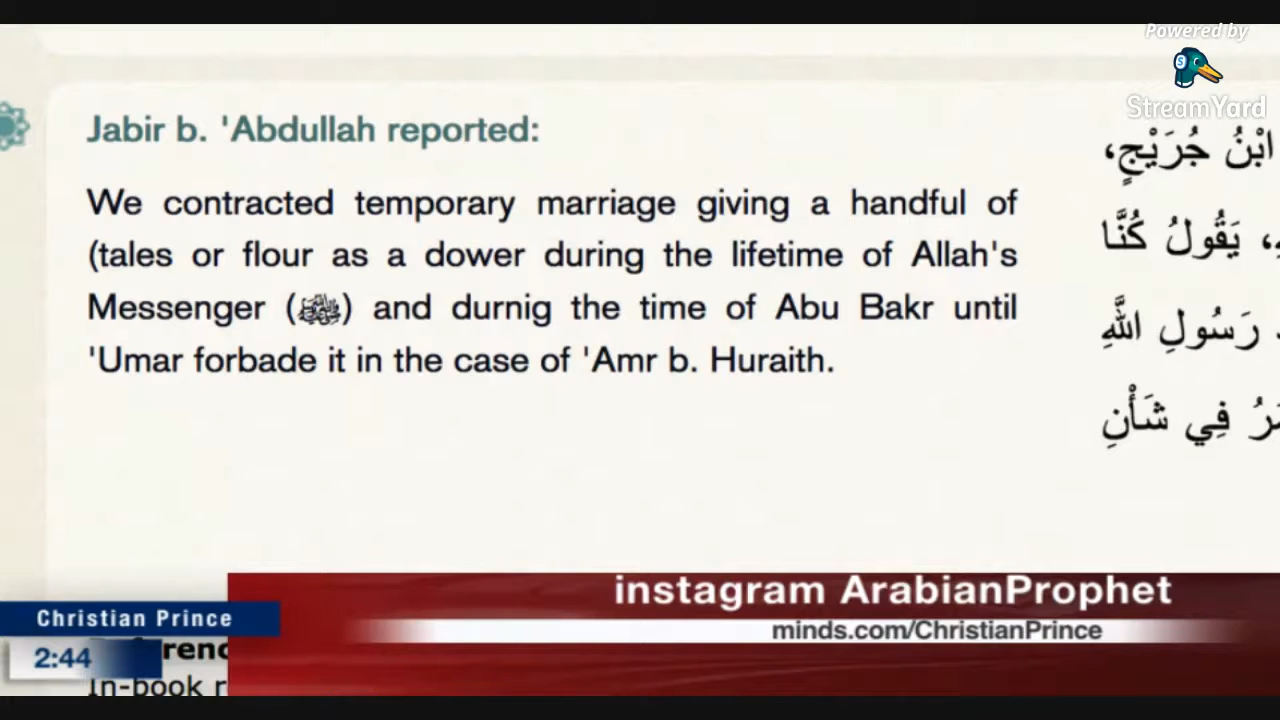 Powered by
StreamYard
Jabir b. 'Abdullah reported:
We contracted temporary marriage giving a handful of
(tales or flour as a dower during the lifetime of Allah's
Messenger (ﷺ) and durnig the time of Abu Bakr until
'Umar forbade it in the case of 'Amr b. Huraith.
ابْنُ جُرَيْجٍ،
يَقُولُ كُنَّا
رَسُولِ اللَّهِ
فِي شَأْنِ
instagram ArabianProphet
minds.com/ChristianPrince
Christian Prince
2:44
In-book